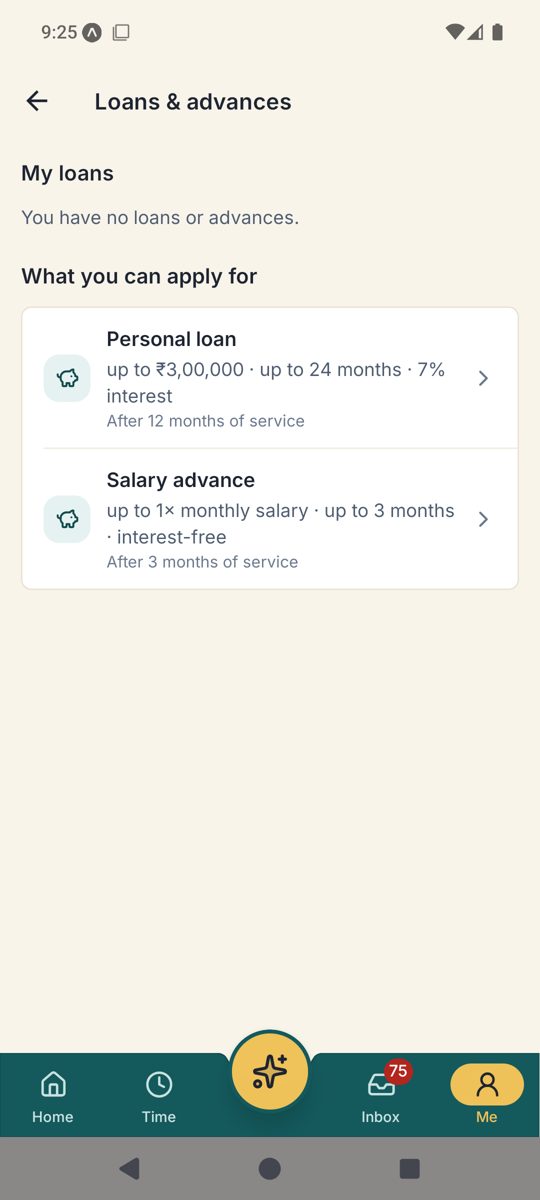 9:25
Loans & advances
My loans
You have no loans or advances.
What you can apply for
Personal loan
up to ₹3,00,000 · up to 24 months · 7%
interest
After 12 months of service
Salary advance
up to 1× monthly salary · up to 3 months
· interest-free
After 3 months of service
75
Home
Time
Inbox
Me